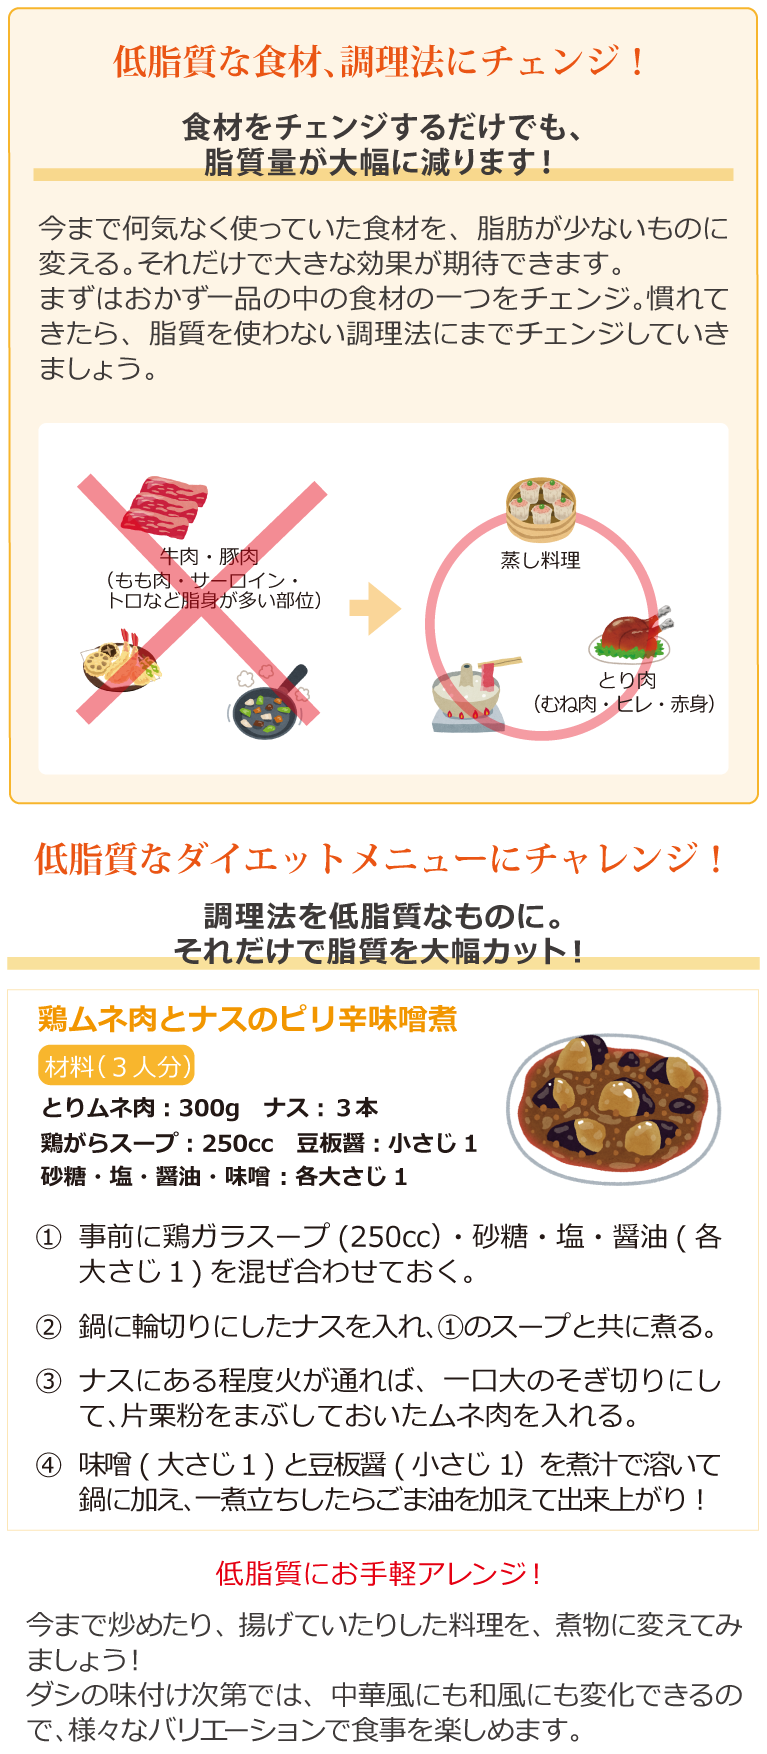 低脂質な食材、調理法にチェンジ！
食材をチェンジするだけでも、
脂質量が大幅に減ります！
今まで何気なく使っていた食材を、脂肪が少ないものに
変える。それだけで大きな効果が期待できます。
まずはおかず一品の中の食材の一つをチェンジ。慣れて
きたら、脂質を使わない調理法にまでチェンジしていき
ましょう。
牛肉・豚肉
（もも肉・サーロイン・
トロなど脂身が多い部位）
蒸し料理
とり肉
（むね肉・ヒレ・赤身）
低脂質なダイエットメニューにチャレンジ！
調理法を低脂質なものに。
それだけで脂質を大幅カット！
鶏ムネ肉とナスのピリ辛味噌煮
材料（３人分）
とりムネ肉：300g　ナス：３本
鶏がらスープ：250cc　豆板醤：小さじ１
砂糖・塩・醤油・味噌：各大さじ１
① 事前に鶏ガラスープ(250cc）・砂糖・塩・醤油(各
大さじ１)を混ぜ合わせておく。
② 鍋に輪切りにしたナスを入れ、①のスープと共に煮る。
③ ナスにある程度火が通れば、一口大のそぎ切りにし
て、片栗粉をまぶしておいたムネ肉を入れる。
④ 味噌(大さじ１)と豆板醤(小さじ1）を煮汁で溶いて
鍋に加え、一煮立ちしたらごま油を加えて出来上がり！
低脂質にお手軽アレンジ！
今まで炒めたり、揚げていたりした料理を、煮物に変えてみ
ましょう！
ダシの味付け次第では、中華風にも和風にも変化できるの
で、様々なバリエーションで食事を楽しめます。